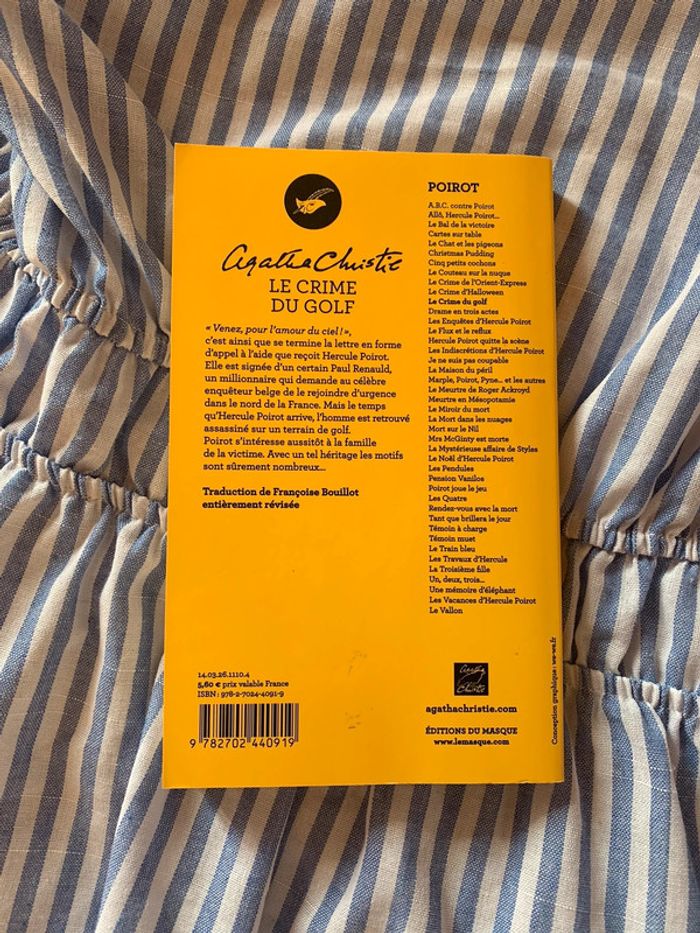 Agatha Christie
LE CRIME
DU GOLF
« Venez, pour l'amour du ciel ! »,
c'est ainsi que se termine la lettre en forme
d'appel à l'aide que reçoit Hercule Poirot.
Elle est signée d'un certain Paul Renauld,
un millionnaire qui demande au célèbre
enquêteur belge de le rejoindre d'urgence
dans le nord de la France. Mais le temps
qu'Hercule Poirot arrive, l'homme est retrouvé
assassiné sur un terrain de golf.
Poirot s'intéresse aussitôt à la famille
de la victime. Avec un tel héritage les motifs
sont sûrement nombreux...
Traduction de Françoise Bouillot
entièrement révisée
14.03.26.1110.4
5,60 € prix valable France
ISBN : 978-2-7024-4091-9
9 782702 440919
POIROT
A.B.C. contre Poirot
Allô, Hercule Poirot...
Le Bal de la victoire
Cartes sur table
Le Chat et les pigeons
Christmas Pudding
Cinq petits cochons
Le Couteau sur la nuque
Le Crime de l'Orient-Express
Le Crime d'Halloween
Le Crime du golf
Drame en trois actes
Les Enquêtes d'Hercule Poirot
Le Flux et le reflux
Hercule Poirot quitte la scène
Les Indiscrétions d'Hercule Poirot
Je ne suis pas coupable
La Maison du péril
Marple, Poirot, Pyne... et les autres
Le Meurtre de Roger Ackroyd
Meurtre en Mésopotamie
Le Miroir du mort
La Mort dans les nuages
Mort sur le Nil
Mrs McGinty est morte
La Mystérieuse affaire de Styles
Le Noël d'Hercule Poirot
Les Pendules
Pension Vanilos
Poirot joue le jeu
Les Quatre
Rendez-vous avec la mort
Tant que brillera le jour
Témoin à charge
Témoin muet
Le Train bleu
Les Travaux d'Hercule
La Troisième fille
Un, deux, trois...
Une mémoire d'éléphant
Les Vacances d'Hercule Poirot
Le Vallon
Agatha
Christie
agathachristie.com
ÉDITIONS DU MASQUE
www.lemasque.com
Conception graphique : we-we.fr